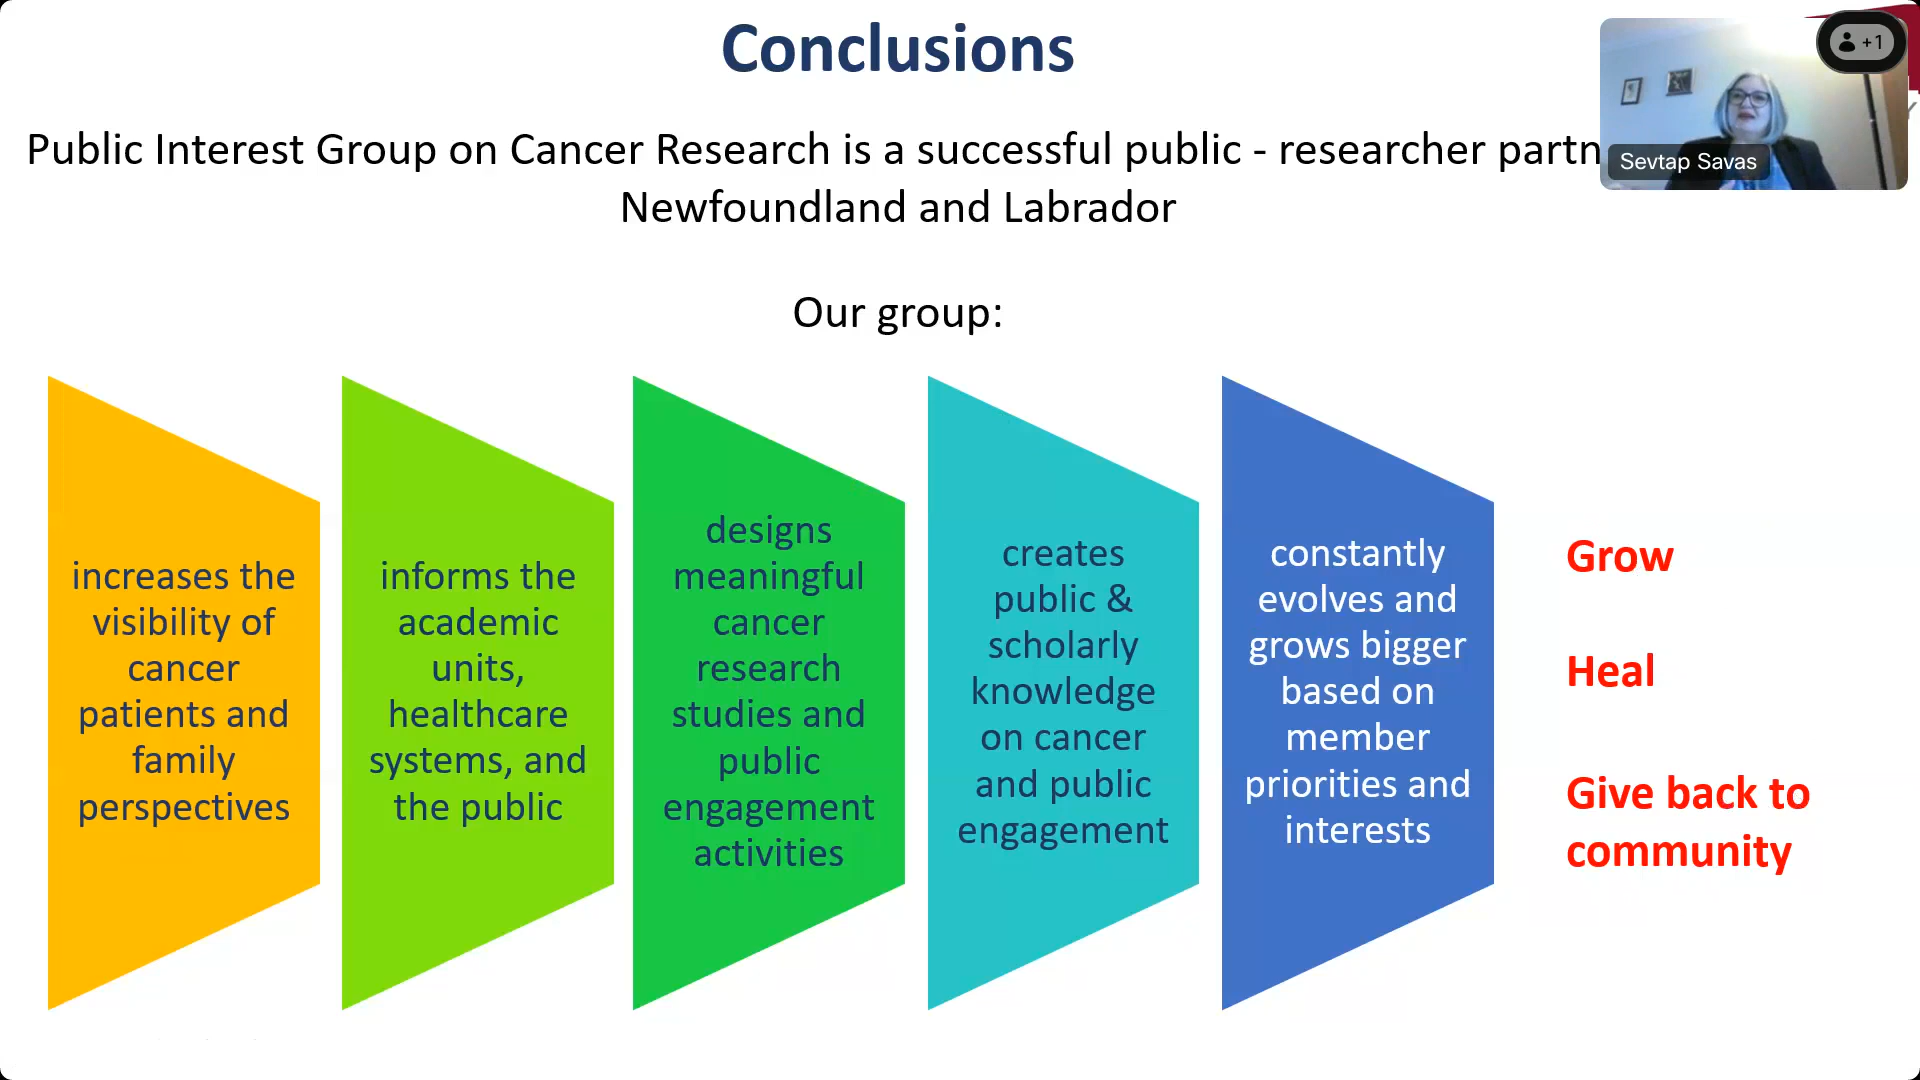 Conclusions
Public Interest Group on Cancer Research is a successful public - researcher
Newfoundland and Labrador
Our group:
increases the
visibility of
cancer
patients and
family
perspectives
informs the
academic
units,
healthcare
systems, and
the public
designs
meaningful
cancer
research
studies and
public
engagement
activities
creates
public &
scholarly
knowledge
on cancer
and public
engagement
constantly
evolves and
grows bigger
based on
member
priorities and
interests
Grow
Heal
Give back to
community
+1
Sevtap Savas